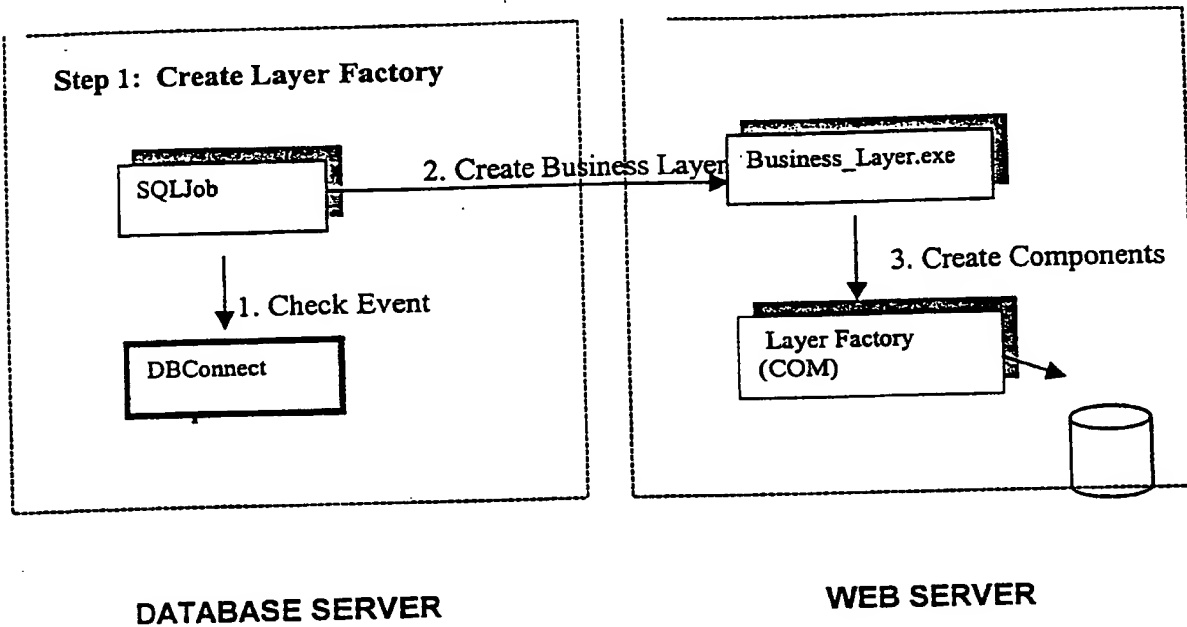 Step 1: Create Layer Factory
SQLJob
2. Create Business Layer
Business_Layer.exe
1. Check Event
3. Create Components
DBConnect
Layer Factory
(COM)
DATABASE SERVER
WEB SERVER